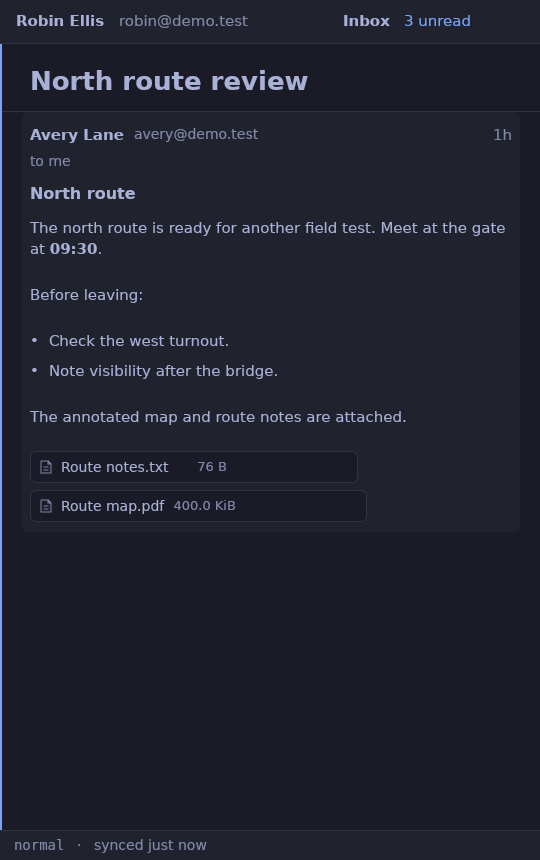 Robin Ellis robin@demo.test Inbox 3 unread
North route review
Avery Lane avery@demo.test 1h
to me
North route
The north route is ready for another field test. Meet at the gate
at 09:30.
Before leaving:
• Check the west turnout.
• Note visibility after the bridge.
The annotated map and route notes are attached.
Route notes.txt 76 B
Route map.pdf 400.0 KiB
normal · synced just now